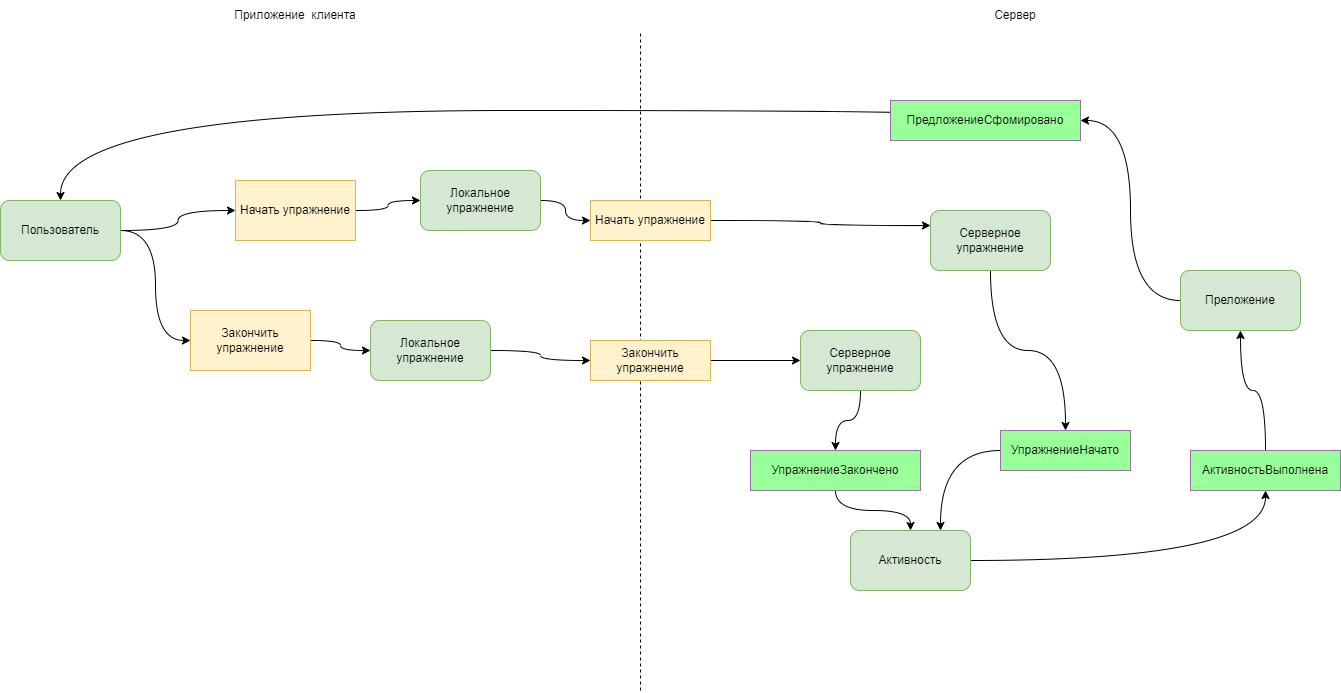 Приложение клиента
Сервер
ПредложениеСфомировано
Пользователь
Начать упражнение
Локальное
упражнение
Начать упражнение
Серверное
упражнение
Преложение
Закончить
упражнение
Локальное
упражнение
Закончить
упражнение
Серверное
упражнение
УпражнениеЗакончено
УпражнениеНачато
АктивностьВыполнена
Активность